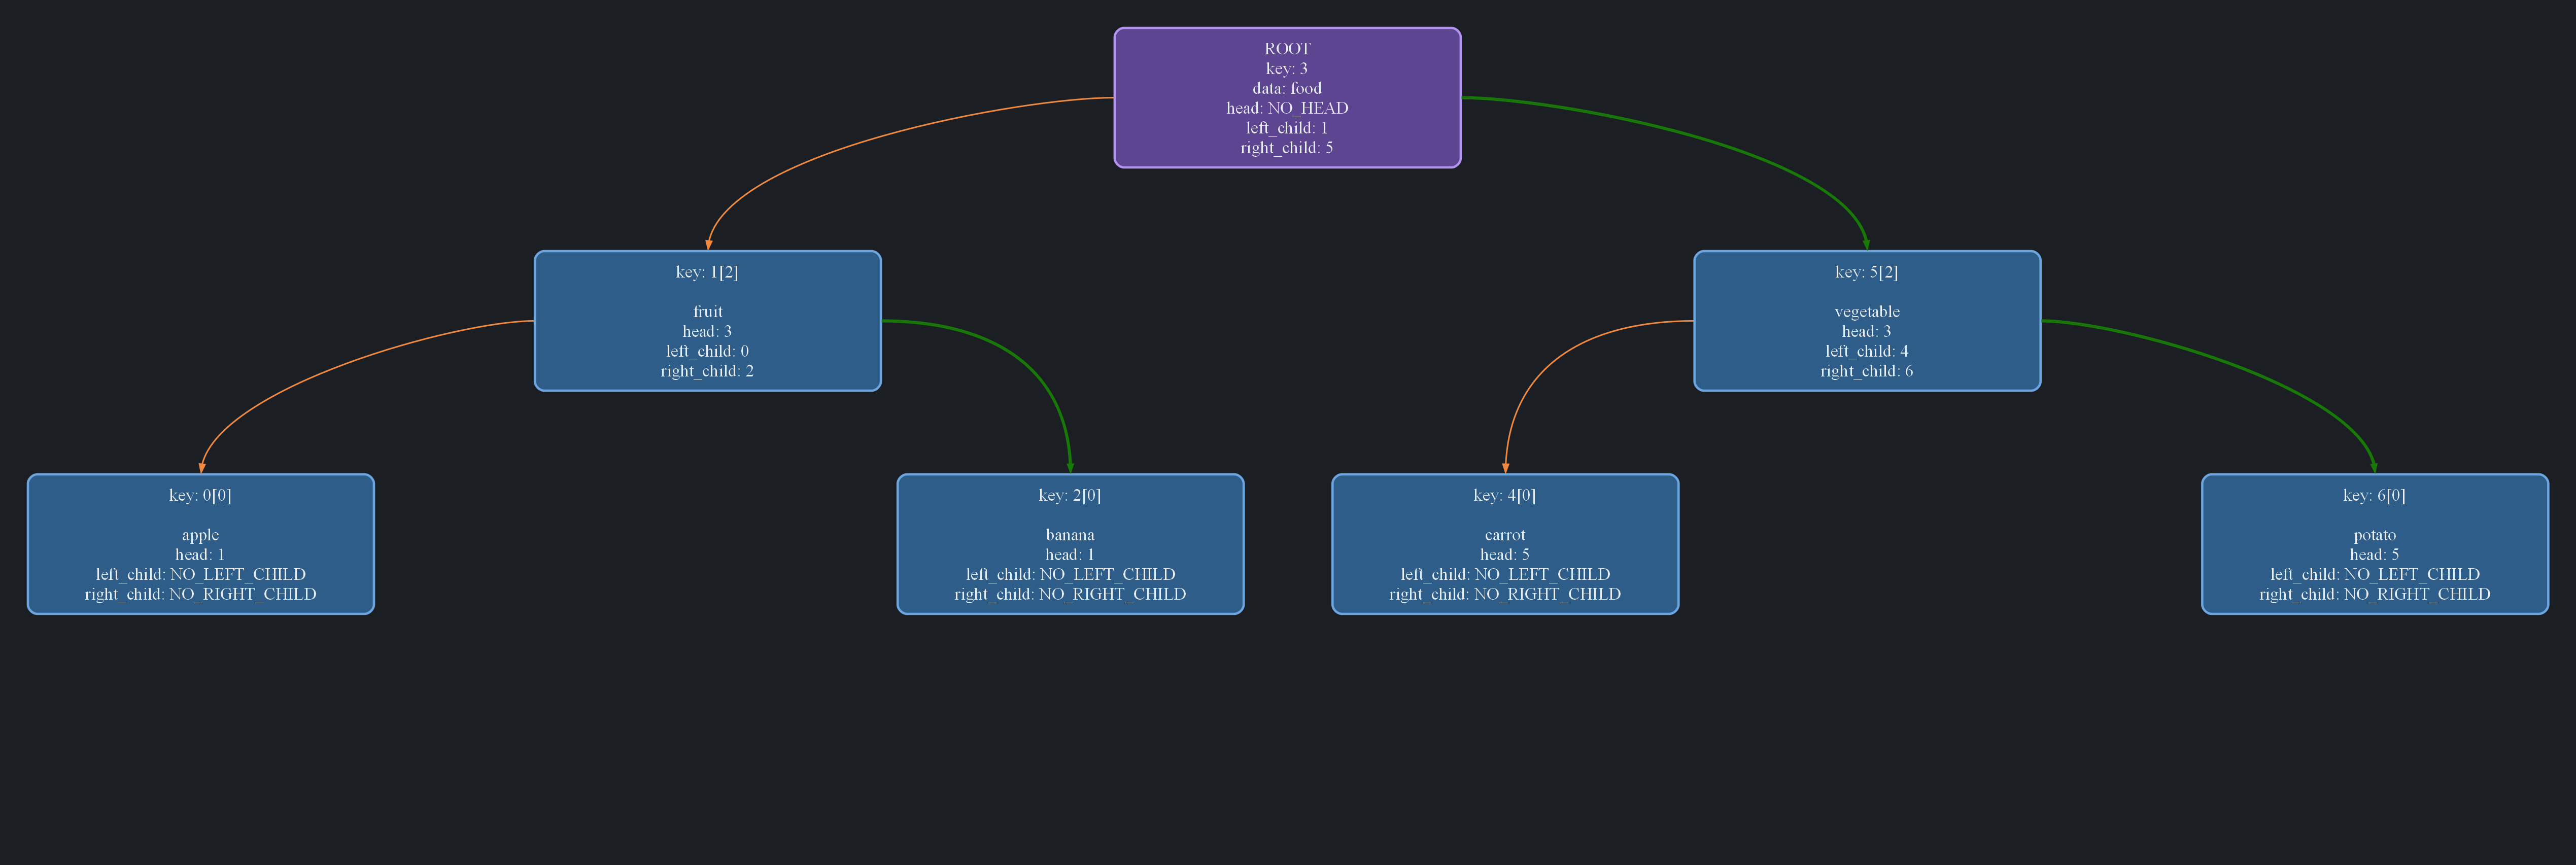 ROOT
key: 3
data: food
head: NO_HEAD
left_child: 1
right_child: 5
key: 1[2]
fruit
head: 3
left_child: 0
right_child: 2
key: 5[2]
vegetable
head: 3
left_child: 4
right_child: 6
key: 0[0]
apple
head: 1
left_child: NO_LEFT_CHILD
right_child: NO_RIGHT_CHILD
key: 2[0]
banana
head: 1
left_child: NO_LEFT_CHILD
right_child: NO_RIGHT_CHILD
key: 4[0]
carrot
head: 5
left_child: NO_LEFT_CHILD
right_child: NO_RIGHT_CHILD
key: 6[0]
potato
head: 5
left_child: NO_LEFT_CHILD
right_child: NO_RIGHT_CHILD